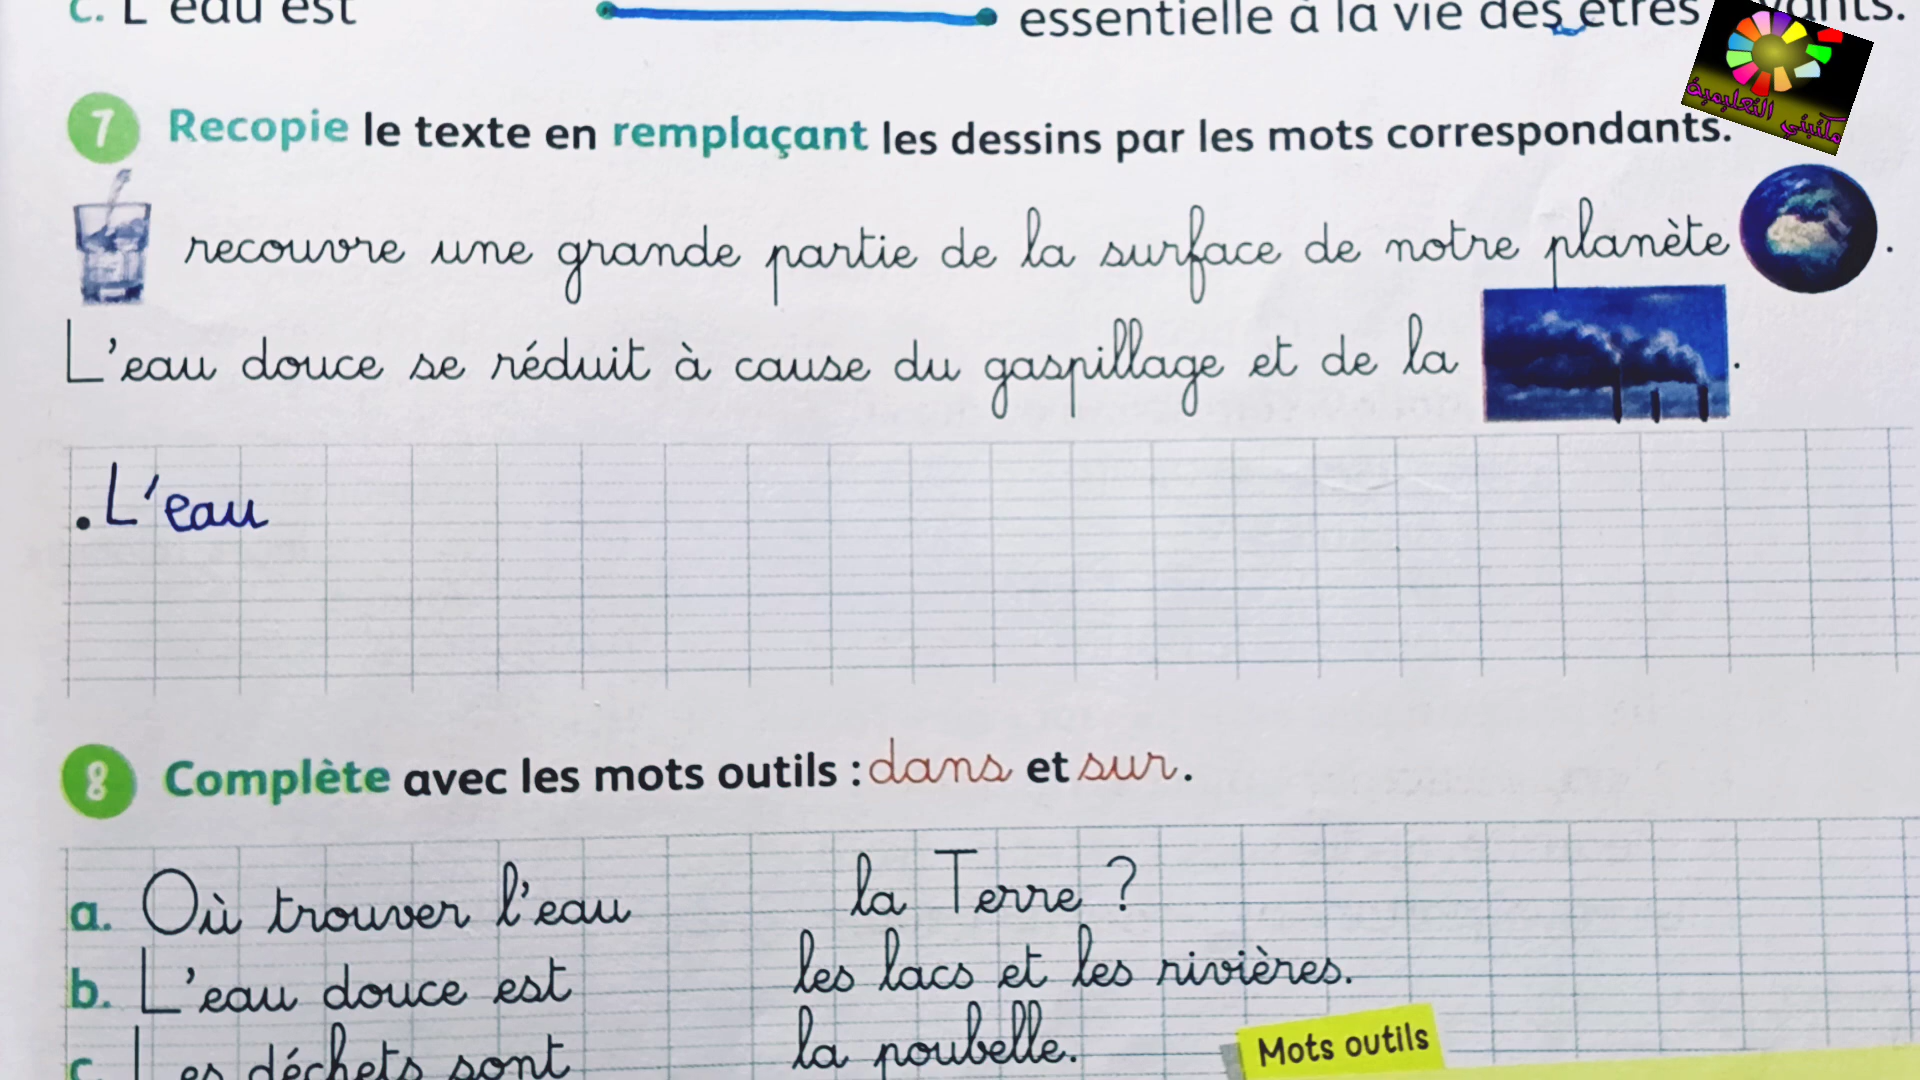 c. L'eau est essentielle à la vie des êtres
7 Recopie le texte en remplaçant les dessins par les mots correspondants.
recouvre une grande partie de la surface de notre planète .
L'eau douce se réduit à cause du gaspillage et de la .
. L'eau
8 Complète avec les mots outils : dans et sur.
a. Où trouver l'eau la Terre ?
b. L'eau douce est les lacs et les rivières.
c. Les déchets sont la poubelle.
Mots outils
مكتبتي التعليمية